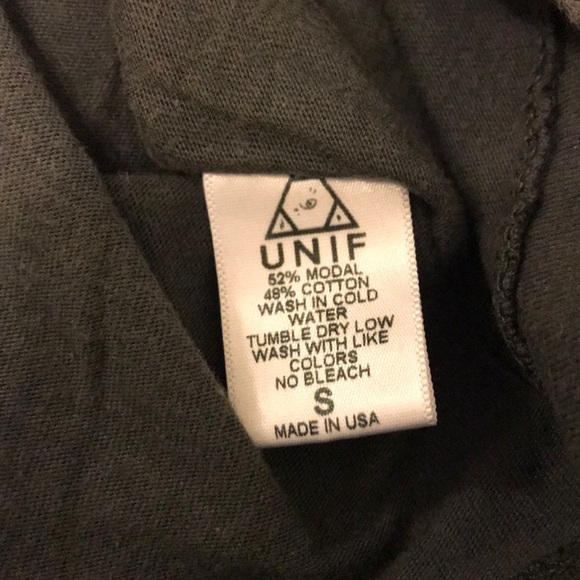 UNIF
52% MODAL
48% COTTON
WASH IN COLD
WATER
TUMBLE DRY LOW
WASH WITH LIKE
COLORS
NO BLEACH
S
MADE IN USA